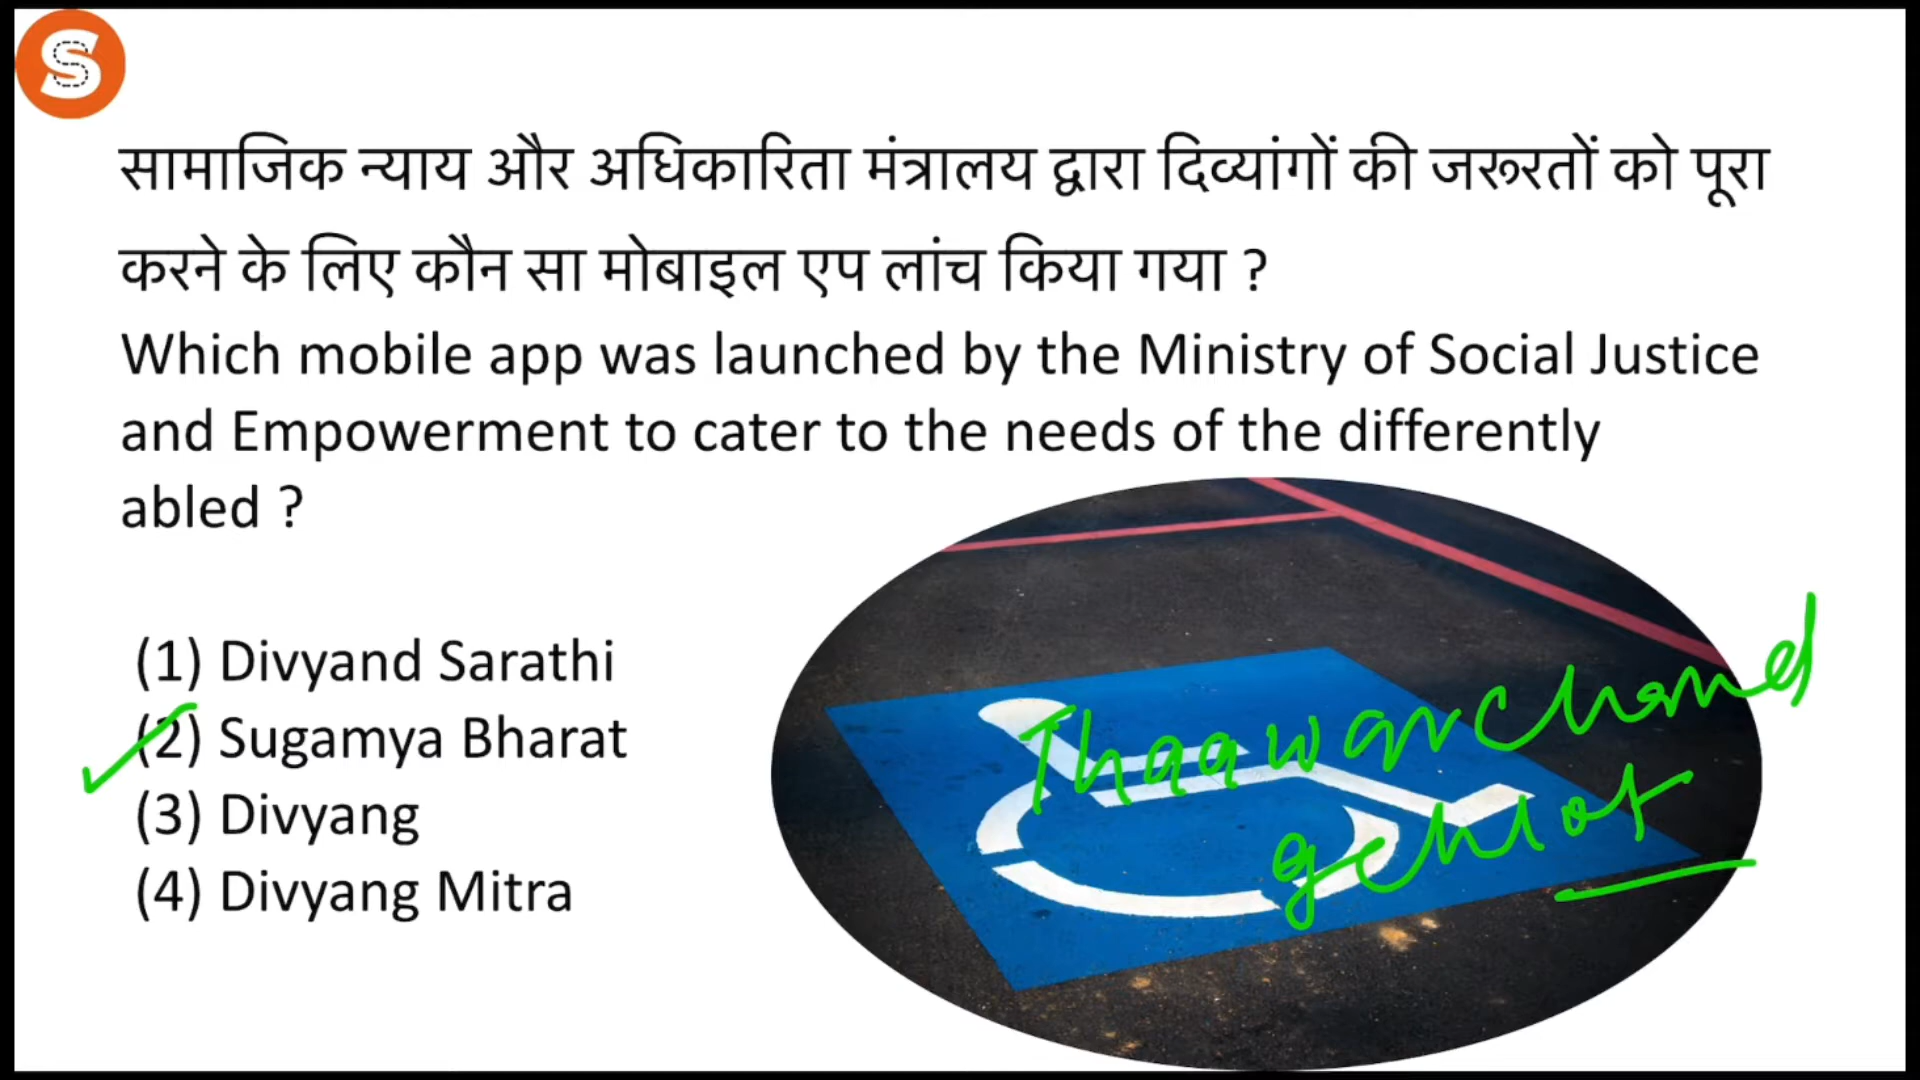 S
सामाजिक न्याय और अधिकारिता मंत्रालय द्वारा दिव्यांगों की जरूरतों को पूरा
करने के लिए कौन सा मोबाइल एप लांच किया गया ?
Which mobile app was launched by the Ministry of Social Justice
and Empowerment to cater to the needs of the differently
abled ?
(1) Divyand Sarathi
(2) Sugamya Bharat
(3) Divyang
(4) Divyang Mitra
Thaawarchand
gehlot